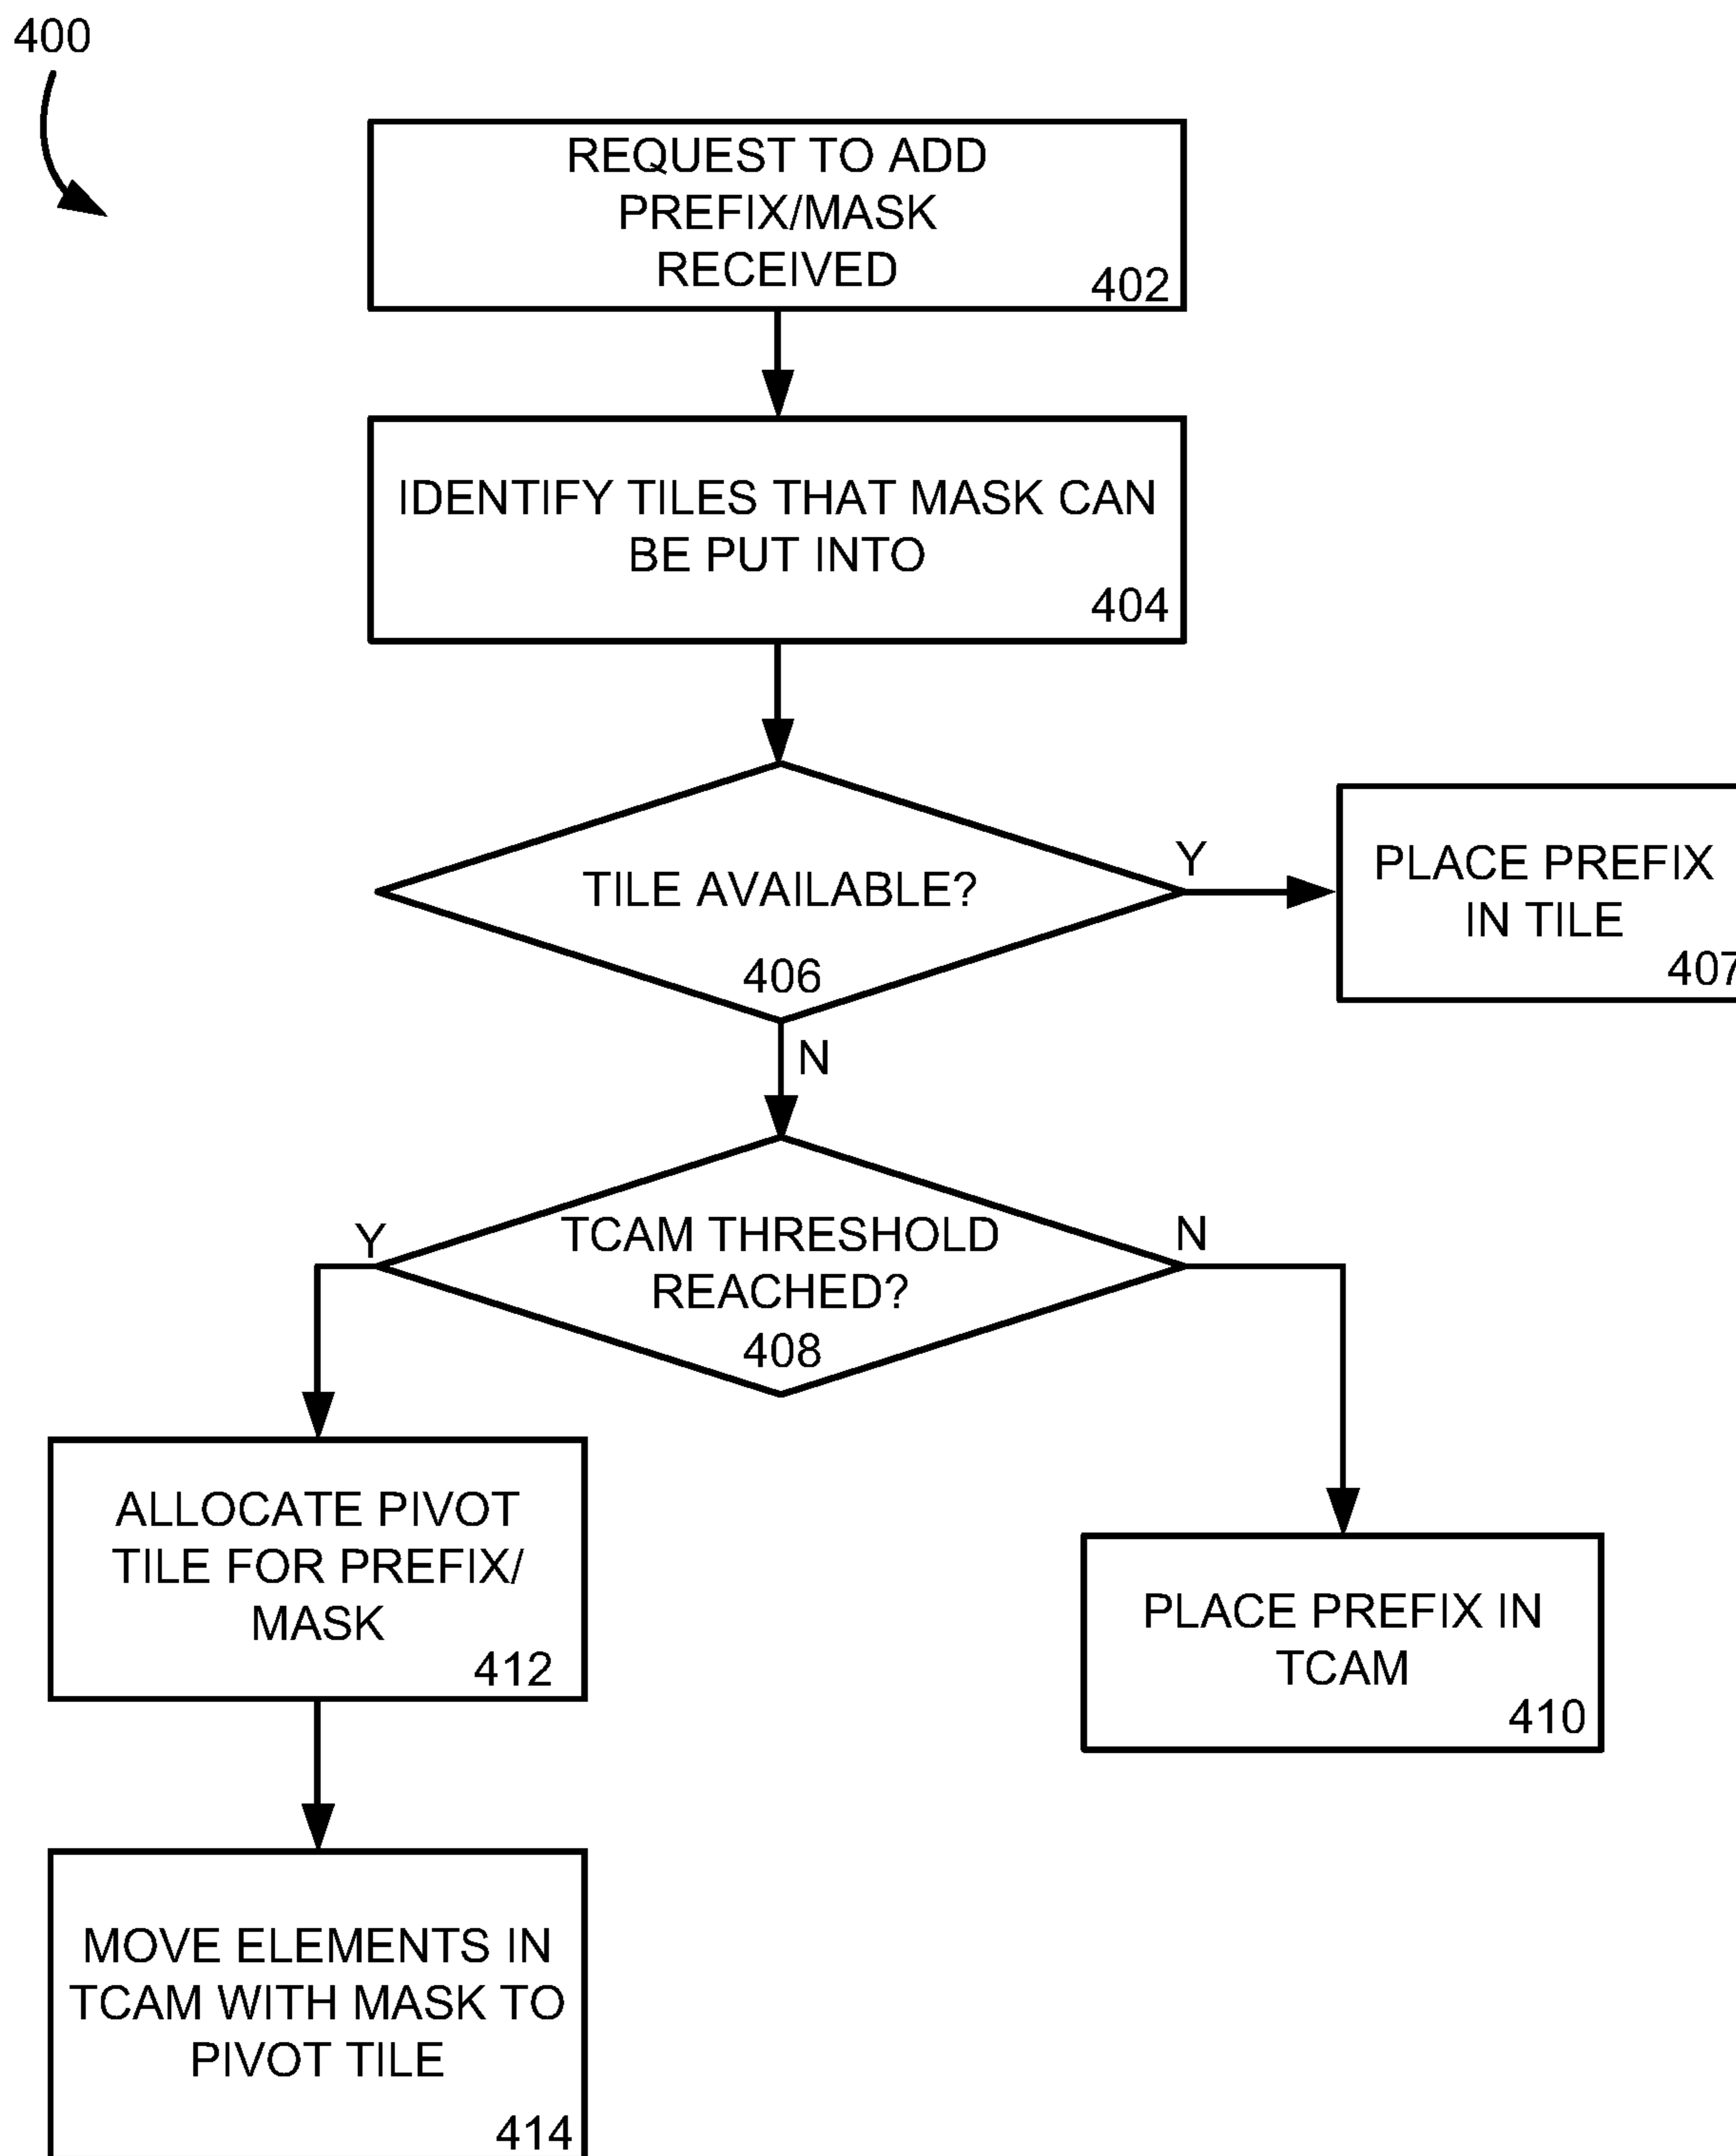 400
REQUEST TO ADD
PREFIX/MASK
RECEIVED
402
IDENTIFY TILES THAT MASK CAN
BE PUT INTO
404
TILE AVAILABLE?
406
Y
PLACE PREFIX
IN TILE
407
N
TCAM THRESHOLD
REACHED?
408
Y
N
ALLOCATE PIVOT
TILE FOR PREFIX/
MASK
412
PLACE PREFIX IN
TCAM
410
MOVE ELEMENTS IN
TCAM WITH MASK TO
PIVOT TILE
414